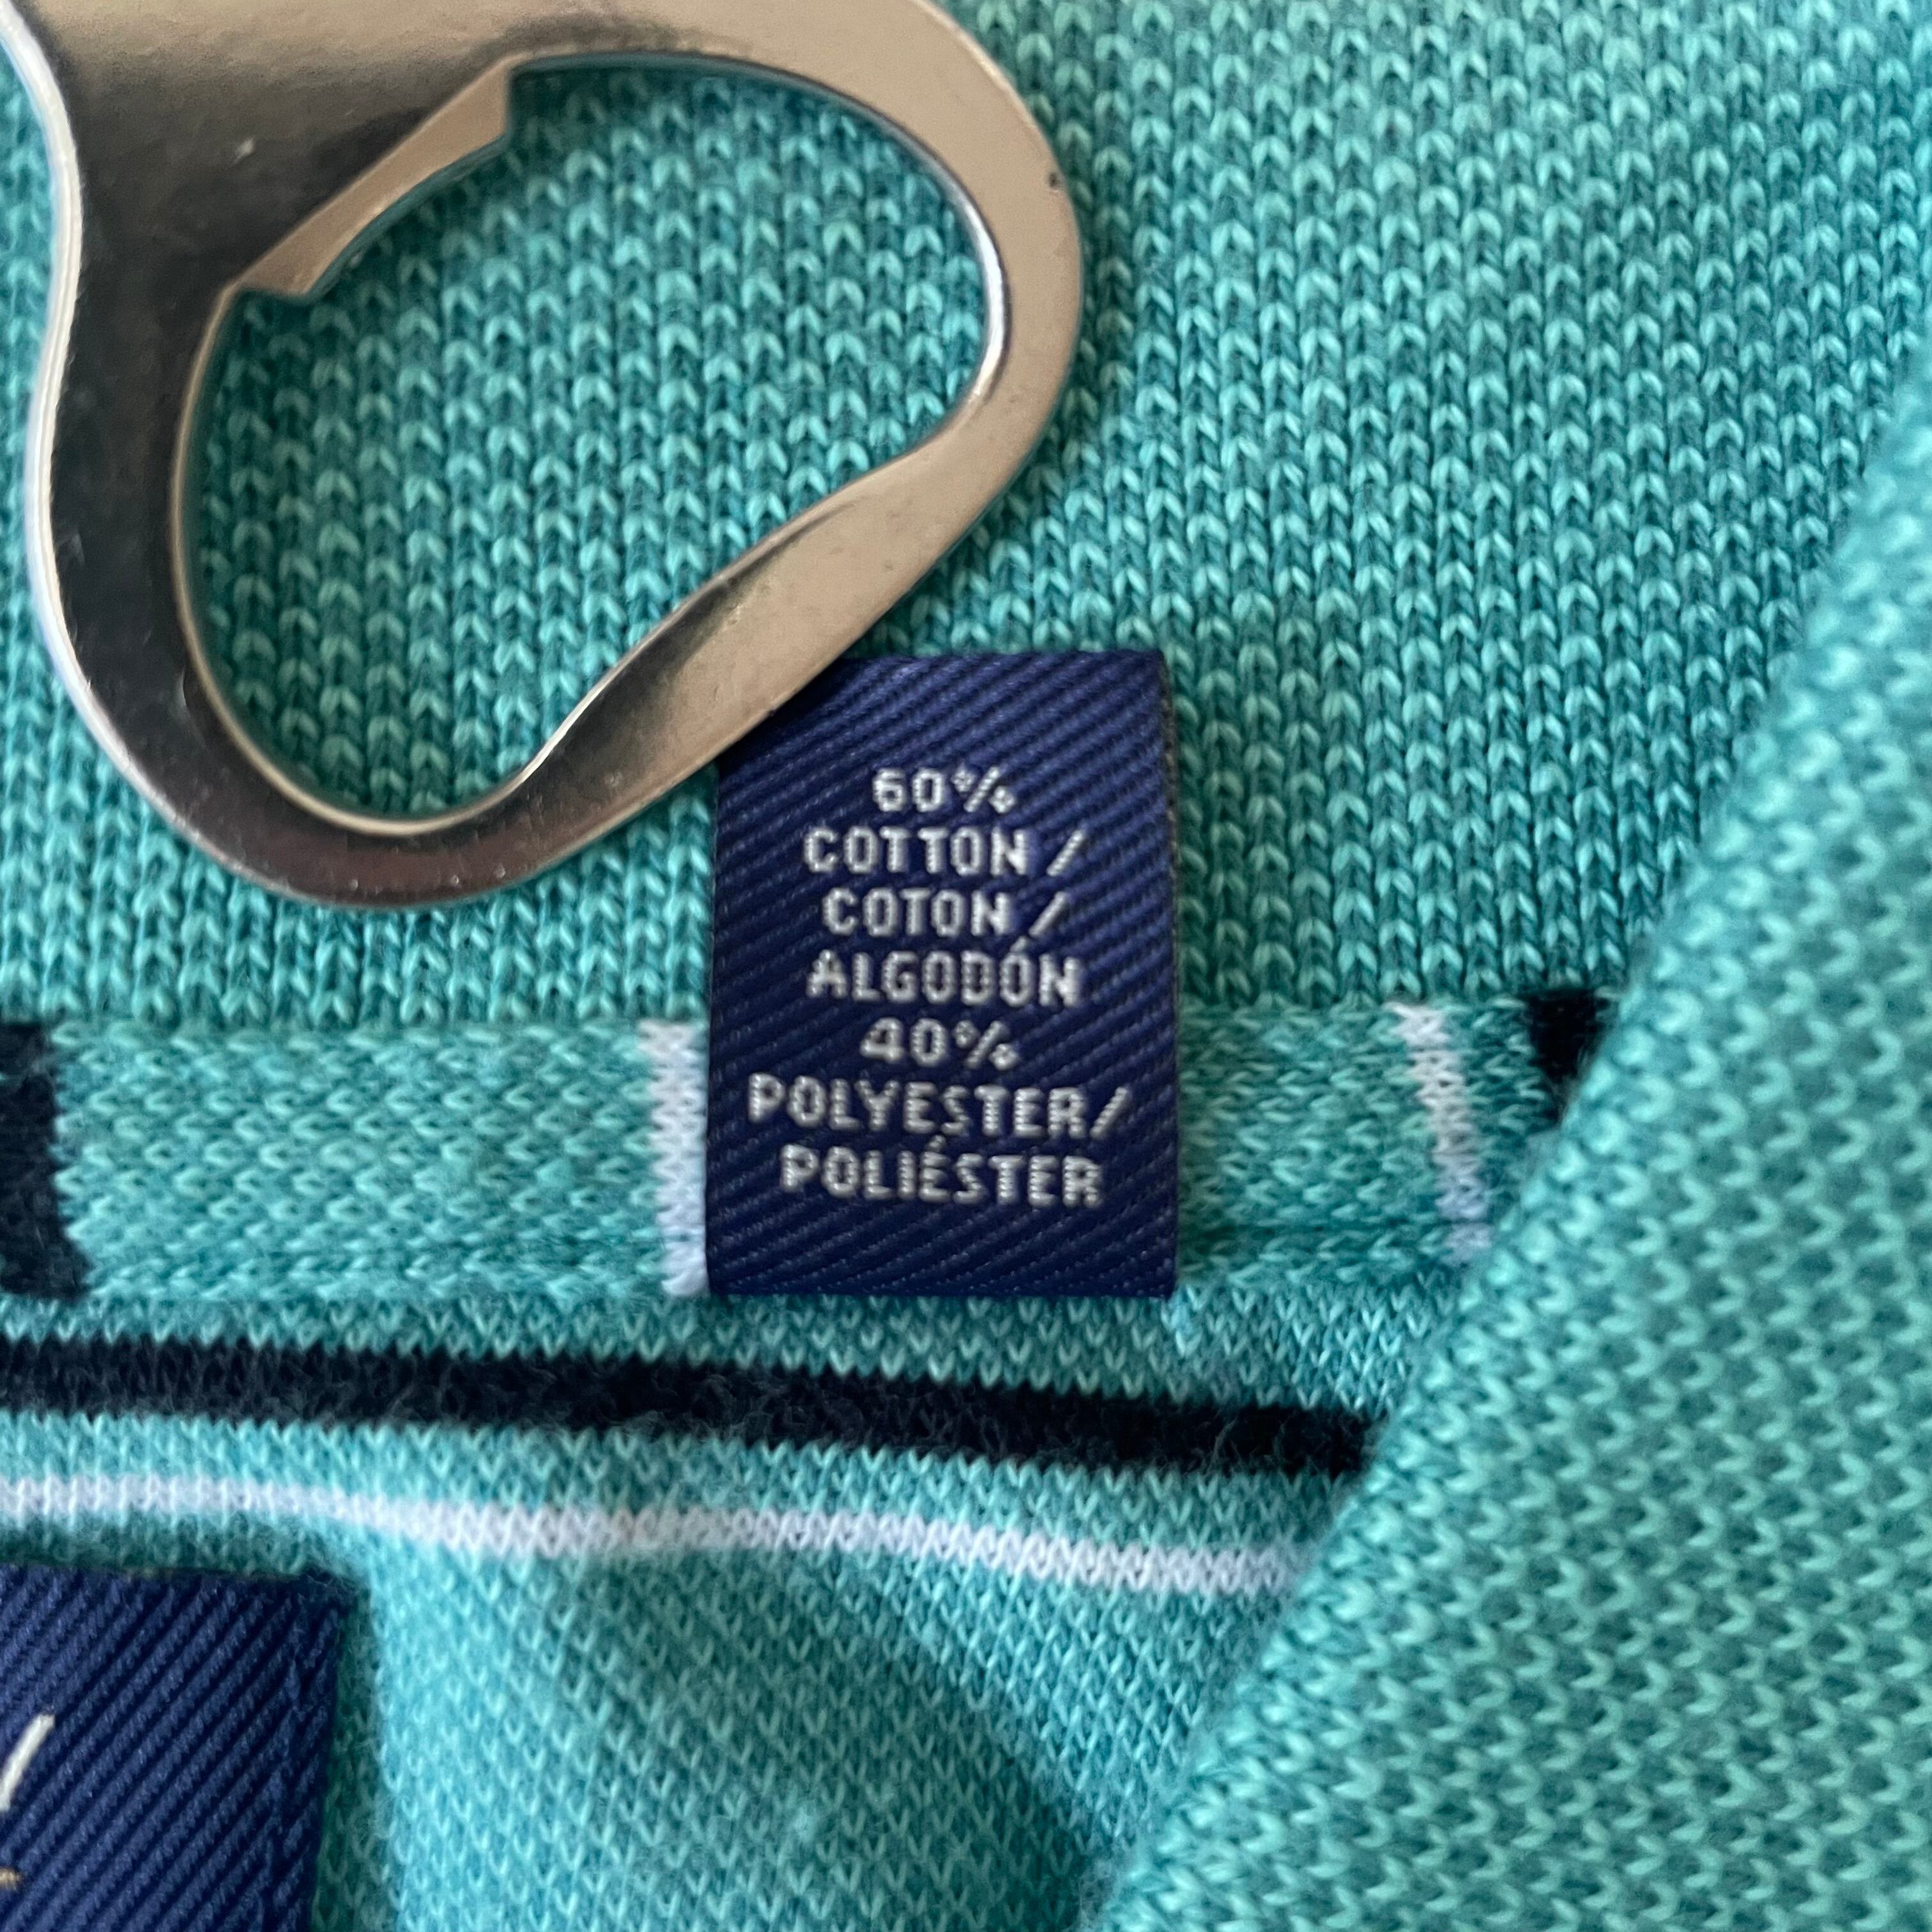 60%
COTTON /
COTON /
ALGODÓN
40%
POLYESTER/
POLIÉSTER